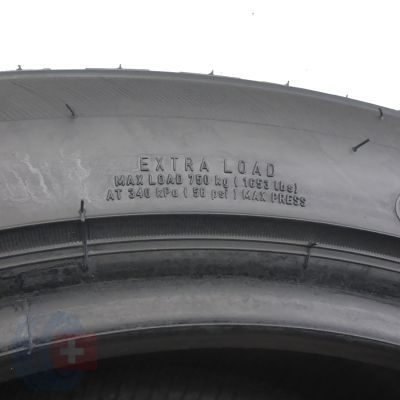 EXTRA LOAD
MAX LOAD 750 kg ( 1653 lbs)
AT 340 kPa ( 50 psi ) MAX PRESS